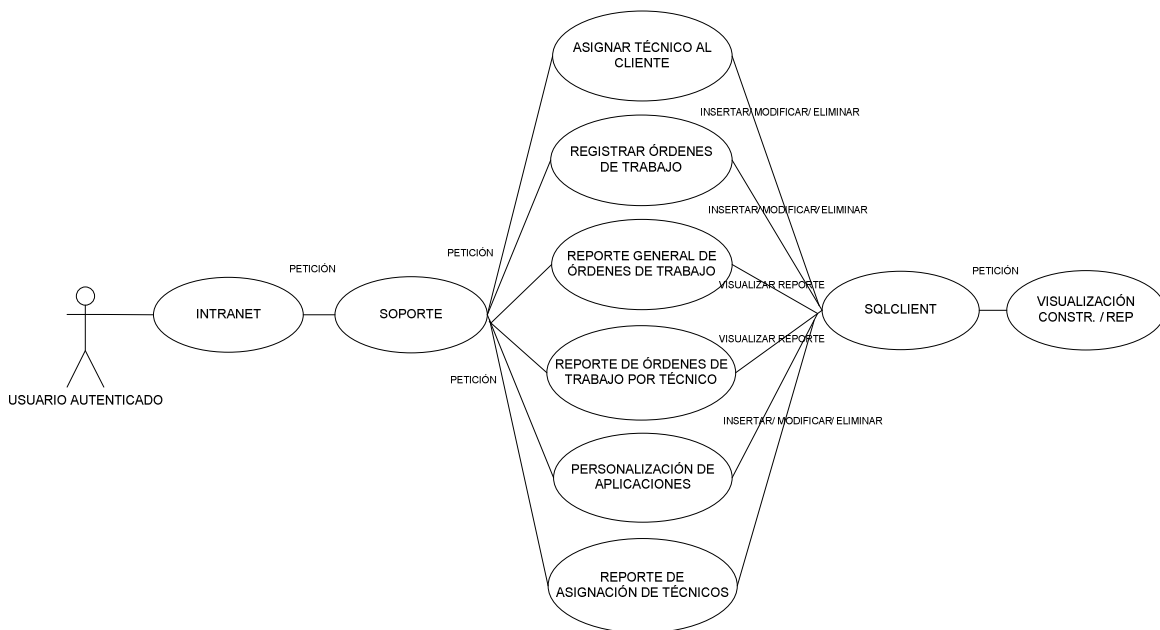 ASIGNAR TÉCNICO AL
CLIENTE
INSERTAR/ MODIFICAR/ ELIMINAR
REGISTRAR ÓRDENES
DE TRABAJO
INSERTAR/ MODIFICAR/ ELIMINAR
PETICIÓN
REPORTE GENERAL DE
ÓRDENES DE TRABAJO
PETICIÓN
PETICIÓN
VISUALIZAR REPORTE
INTRANET
SOPORTE
SQLCLIENT
VISUALIZACIÓN
CONSTR. / REP
VISUALIZAR REPORTE
REPORTE DE ÓRDENES DE
TRABAJO POR TÉCNICO
PETICIÓN
USUARIO AUTENTICADO
INSERTAR/ MODIFICAR/ ELIMINAR
PERSONALIZACIÓN DE
APLICACIONES
REPORTE DE
ASIGNACIÓN DE TÉCNICOS